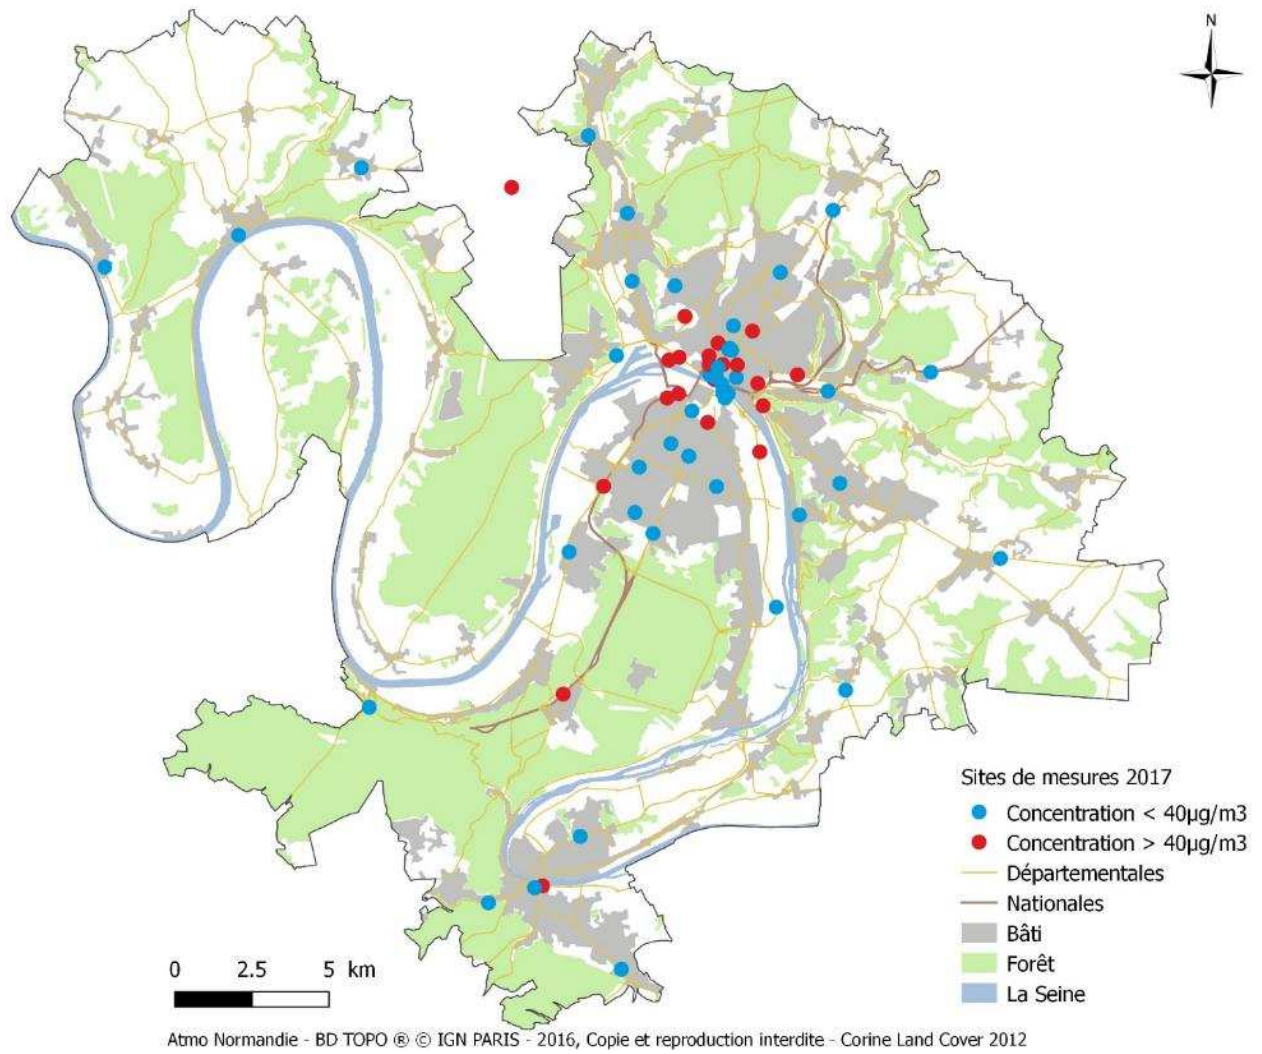 N
Sites de mesures 2017
Concentration < 40µg/m3
Concentration > 40µg/m3
Départementales
Nationales
Bâti
Forêt
La Seine
0 2.5 5 km
Atmo Normandie - BD TOPO ® © IGN PARIS - 2016, Copie et reproduction interdite - Corine Land Cover 2012